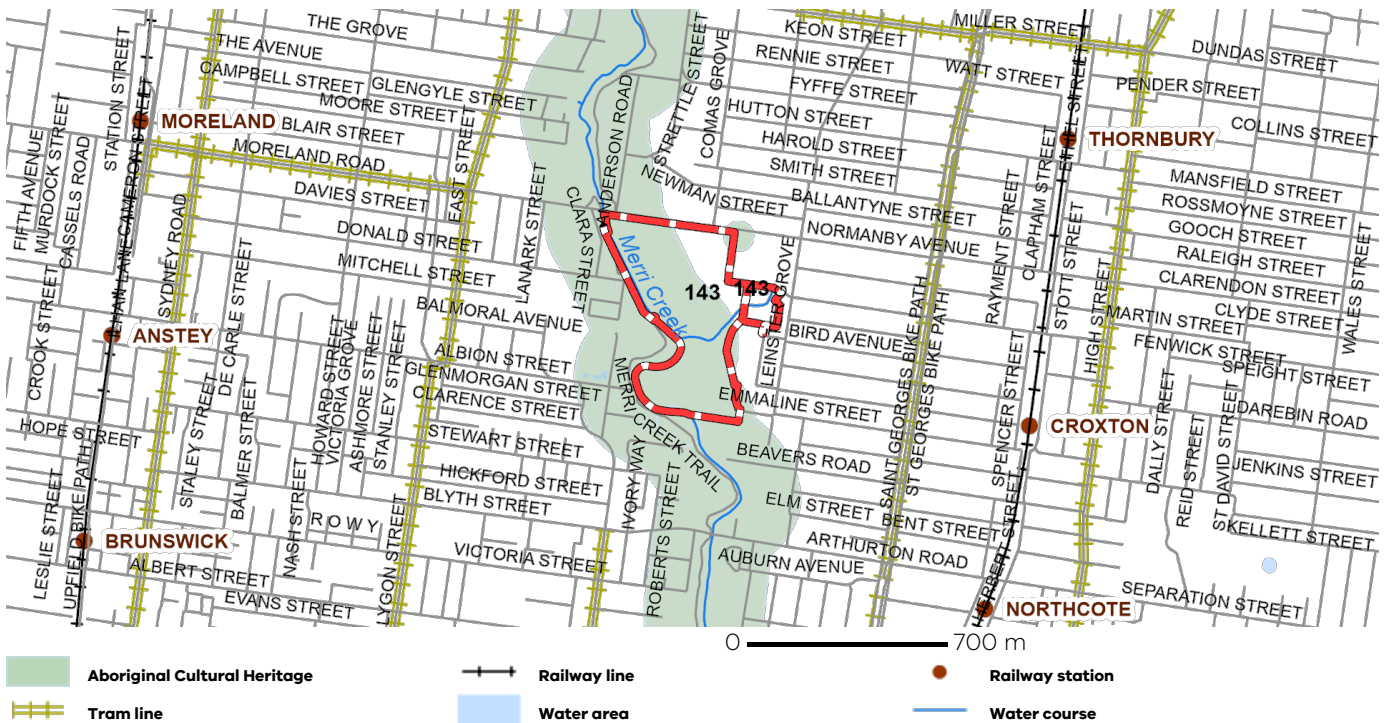 THE GROVE
THE AVENUE
CAMPBELL STREET
GLENGYLE STREET
MOORE STREET
BLAIR STREET
MORELAND ROAD
MORELAND
STATION STREET
FIFTH AVENUE
MURDOCK STREET
CASSELS ROAD
SYDNEY ROAD
DAVIES STREET
DONALD STREET
MITCHELL STREET
EAST STREET
LANARK STREET
CLARA STREET
BALMORAL AVENUE
ALBION STREET
GLENMORGAN STREET
CLARENCE STREET
STEWART STREET
HICKFORD STREET
BLYTH STREET
VICTORIA STREET
CROOK STREET
ANSTEY
DE CARLE STREET
STALEY STREET
BALMER STREET
HOWARD STREET
VICTORIA GROVE
ASHMORE STREET
STANLEY STREET
HOPE STREET
LESLIE STREET
UPFIELD BIKE PATH
BRUNSWICK
NASH STREET
ROW Y
ALBERT STREET
EVANS STREET
LYGON STREET
IVORY WAY
ROBERTS STREET
MERRI CREEK TRAIL
Merri Creek
143
143
STRETTLE STREET
COMAS GROVE
NEWMAN STREET
KEON STREET
RENNIE STREET
FYFFE STREET
HUTTON STREET
HAROLD STREET
SMITH STREET
BALLANTYNE STREET
NORMANBY AVENUE
LEINSTER GROVE
BIRD AVENUE
EMMALINE STREET
BEAVERS ROAD
ELM STREET
BENT STREET
ARTHURTON ROAD
AUBURN AVENUE
SAINT GEORGES BIKE PATH
ST GEORGES BIKE PATH
MILLER STREET
WATT STREET
DUNDAS STREET
PENDER STREET
COLLINS STREET
THORNBURY
ETHEL STREET
CLAPHAM STREET
RAYMENT STREET
STOTT STREET
HIGH STREET
MANSFIELD STREET
ROSSMOYNE STREET
GOOCH STREET
RALEIGH STREET
CLARENDON STREET
CLYDE STREET
MARTIN STREET
FENWICK STREET
SPEIGHT STREET
WALES STREET
DAREBIN ROAD
CROXTON
SPENCER STREET
DALLY STREET
REID STREET
ST DAVID STREET
JENKINS STREET
SKELLETT STREET
HERBERT STREET
NORTHCOTE
SEPARATION STREET
0 700 m
Aboriginal Cultural Heritage
Railway line
Railway station
Tram line
Water area
Water course